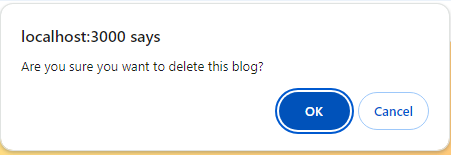 localhost:3000 says
Are you sure you want to delete this blog?
OK
Cancel